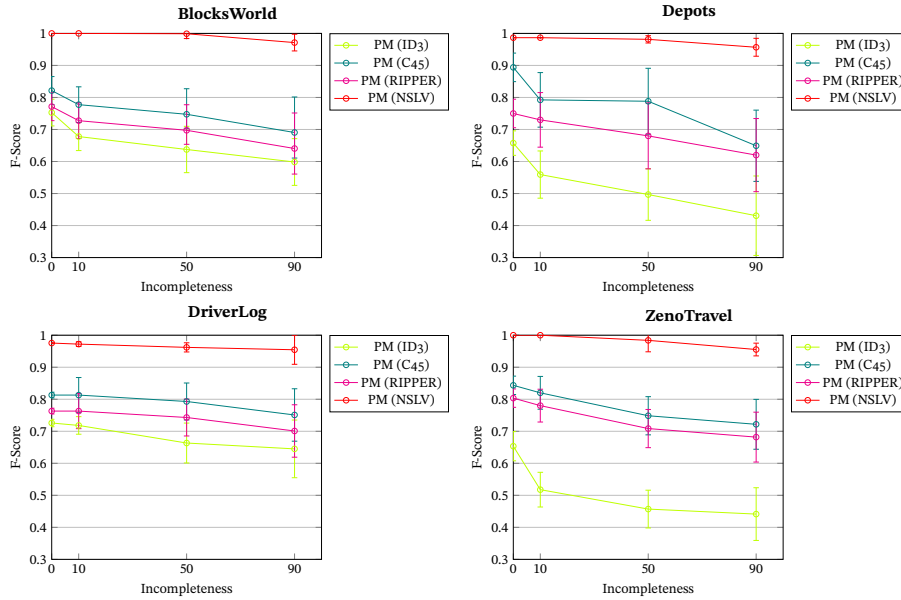 BlocksWorld
1
0.9
0.8
0.7
0.6
0.5
0.4
0.3
F-Score
0 10 50 90
Incompleteness
PM (ID3)
PM (C45)
PM (RIPPER)
PM (NSLV)
Depots
1
0.9
0.8
0.7
0.6
0.5
0.4
0.3
F-Score
0 10 50 90
Incompleteness
PM (ID3)
PM (C45)
PM (RIPPER)
PM (NSLV)
DriverLog
1
0.9
0.8
0.7
0.6
0.5
0.4
0.3
F-Score
0 10 50 90
Incompleteness
PM (ID3)
PM (C45)
PM (RIPPER)
PM (NSLV)
ZenoTravel
1
0.9
0.8
0.7
0.6
0.5
0.4
0.3
F-Score
0 10 50 90
Incompleteness
PM (ID3)
PM (C45)
PM (RIPPER)
PM (NSLV)